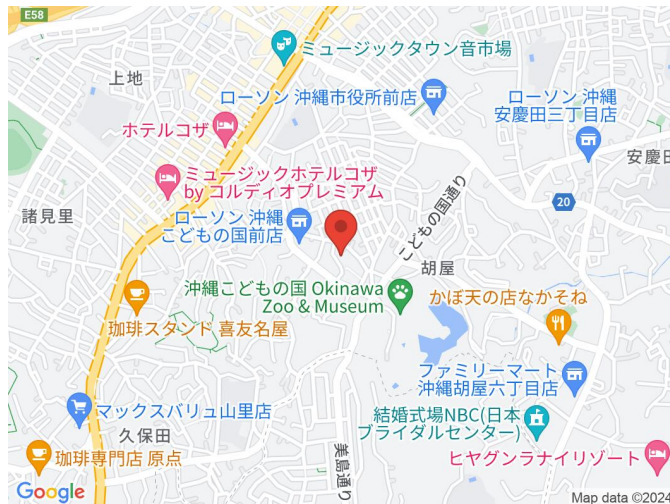 E58
ミュージックタウン音市場
上地
ローソン 沖縄
市役所前店
ローソン 沖縄
安慶田三丁目店
ホテルコザ
安慶田
ミュージックホテルコザ
by コルディオプレミアム
20
諸見里
ローソン 沖縄
こどもの国前店
こどもの国通り
胡屋
沖縄こどもの国 Okinawa
Zoo & Museum
かぼ天の店なかそね
珈琲スタンド 喜友名屋
ファミリーマート
沖縄胡屋六丁目店
マックスバリュ山里店
結婚式場NBC(日本
ブライダルセンター)
久保田
美島通り
珈琲専門店 原点
ヒヤグンラナイリゾート
Google
Map data ©2024